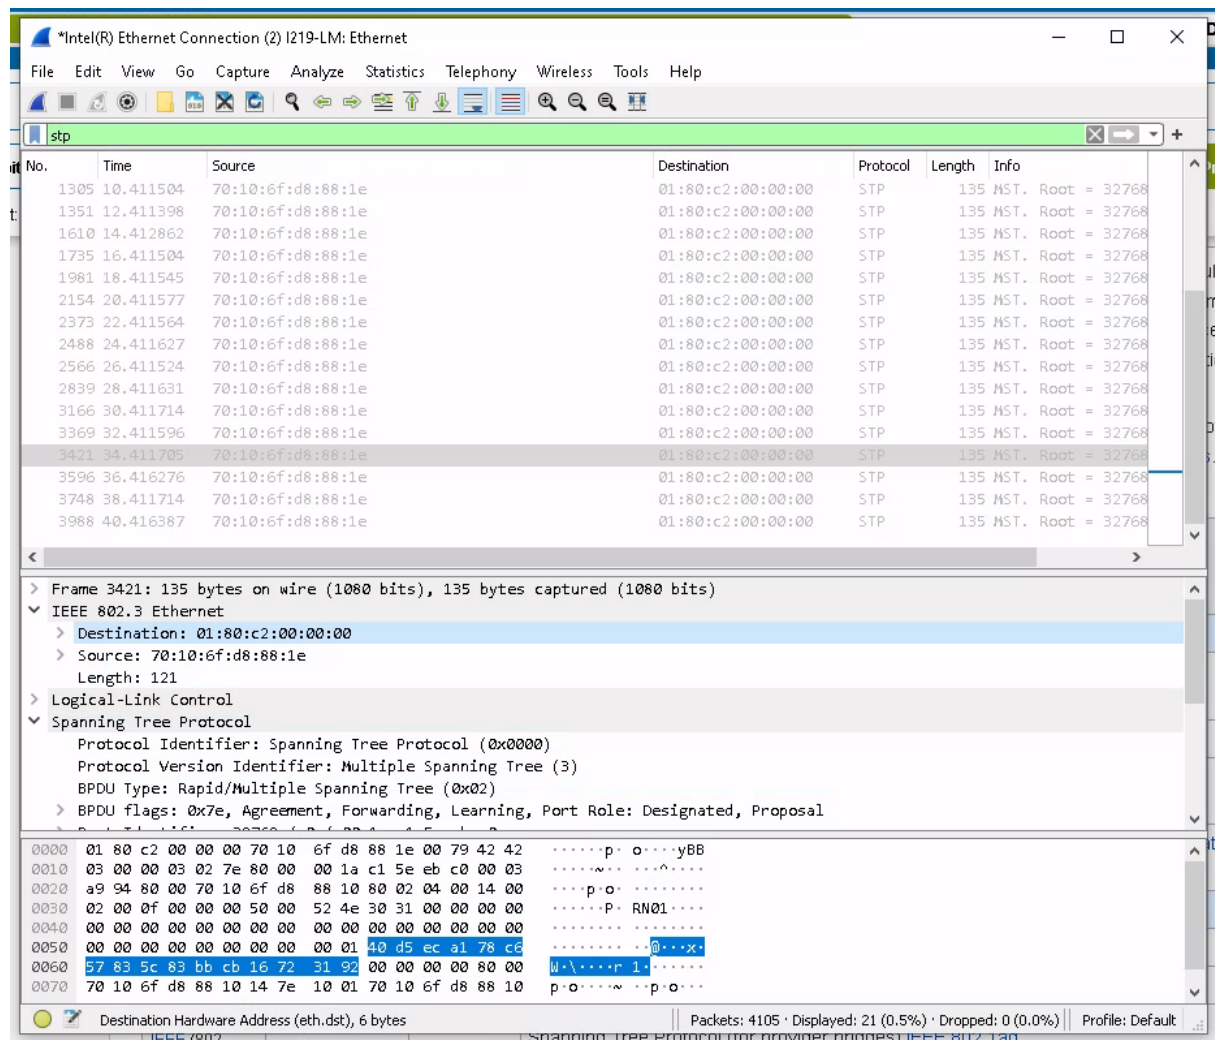 *Intel(R) Ethernet Connection (2) I219-LM: Ethernet
File Edit View Go Capture Analyze Statistics Telephony Wireless Tools Help
stp
No. Time Source Destination Protocol Length Info
1305 10.411504 70:10:6f:d8:88:1e 01:80:c2:00:00:00 STP 135 MST. Root = 32768
1351 12.411398 70:10:6f:d8:88:1e 01:80:c2:00:00:00 STP 135 MST. Root = 32768
1610 14.412862 70:10:6f:d8:88:1e 01:80:c2:00:00:00 STP 135 MST. Root = 32768
1735 16.411504 70:10:6f:d8:88:1e 01:80:c2:00:00:00 STP 135 MST. Root = 32768
1981 18.411545 70:10:6f:d8:88:1e 01:80:c2:00:00:00 STP 135 MST. Root = 32768
2154 20.411577 70:10:6f:d8:88:1e 01:80:c2:00:00:00 STP 135 MST. Root = 32768
2373 22.411564 70:10:6f:d8:88:1e 01:80:c2:00:00:00 STP 135 MST. Root = 32768
2488 24.411627 70:10:6f:d8:88:1e 01:80:c2:00:00:00 STP 135 MST. Root = 32768
2566 26.411524 70:10:6f:d8:88:1e 01:80:c2:00:00:00 STP 135 MST. Root = 32768
2839 28.411631 70:10:6f:d8:88:1e 01:80:c2:00:00:00 STP 135 MST. Root = 32768
3166 30.411714 70:10:6f:d8:88:1e 01:80:c2:00:00:00 STP 135 MST. Root = 32768
3369 32.411596 70:10:6f:d8:88:1e 01:80:c2:00:00:00 STP 135 MST. Root = 32768
3421 34.411705 70:10:6f:d8:88:1e 01:80:c2:00:00:00 STP 135 MST. Root = 32768
3596 36.416276 70:10:6f:d8:88:1e 01:80:c2:00:00:00 STP 135 MST. Root = 32768
3748 38.411714 70:10:6f:d8:88:1e 01:80:c2:00:00:00 STP 135 MST. Root = 32768
3988 40.416387 70:10:6f:d8:88:1e 01:80:c2:00:00:00 STP 135 MST. Root = 32768
Frame 3421: 135 bytes on wire (1080 bits), 135 bytes captured (1080 bits)
IEEE 802.3 Ethernet
Destination: 01:80:c2:00:00:00
Source: 70:10:6f:d8:88:1e
Length: 121
Logical-Link Control
Spanning Tree Protocol
Protocol Identifier: Spanning Tree Protocol (0x0000)
Protocol Version Identifier: Multiple Spanning Tree (3)
BPDU Type: Rapid/Multiple Spanning Tree (0x02)
BPDU flags: 0x7e, Agreement, Forwarding, Learning, Port Role: Designated, Proposal
0000 01 80 c2 00 00 00 70 10 6f d8 88 1e 00 79 42 42 ······p· o····yBB
0010 03 00 00 03 02 7e 80 00 00 1a c1 5e eb c0 00 03 ·····~·· ···^····
0020 a9 94 80 00 70 10 6f d8 88 10 80 02 04 00 14 00 ····p·o· ········
0030 02 00 0f 00 00 00 50 00 52 4e 30 31 00 00 00 00 ······P· RN01····
0040 00 00 00 00 00 00 00 00 00 00 00 00 00 00 00 00 ········ ········
0050 00 00 00 00 00 00 00 00 00 01 40 d5 ec a1 78 c6 ········ ··@···x·
0060 57 83 5c 83 bb cb 16 72 31 92 00 00 00 00 80 00 W·\····r 1·······
0070 70 10 6f d8 88 10 14 7e 10 01 70 10 6f d8 88 10 p·o····~ ··p·o···
Destination Hardware Address (eth.dst), 6 bytes Packets: 4105 · Displayed: 21 (0.5%) · Dropped: 0 (0.0%) Profile: Default